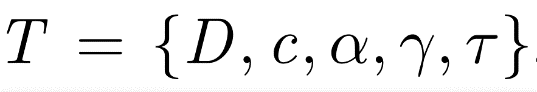 T = {D, c, α, γ, τ}.